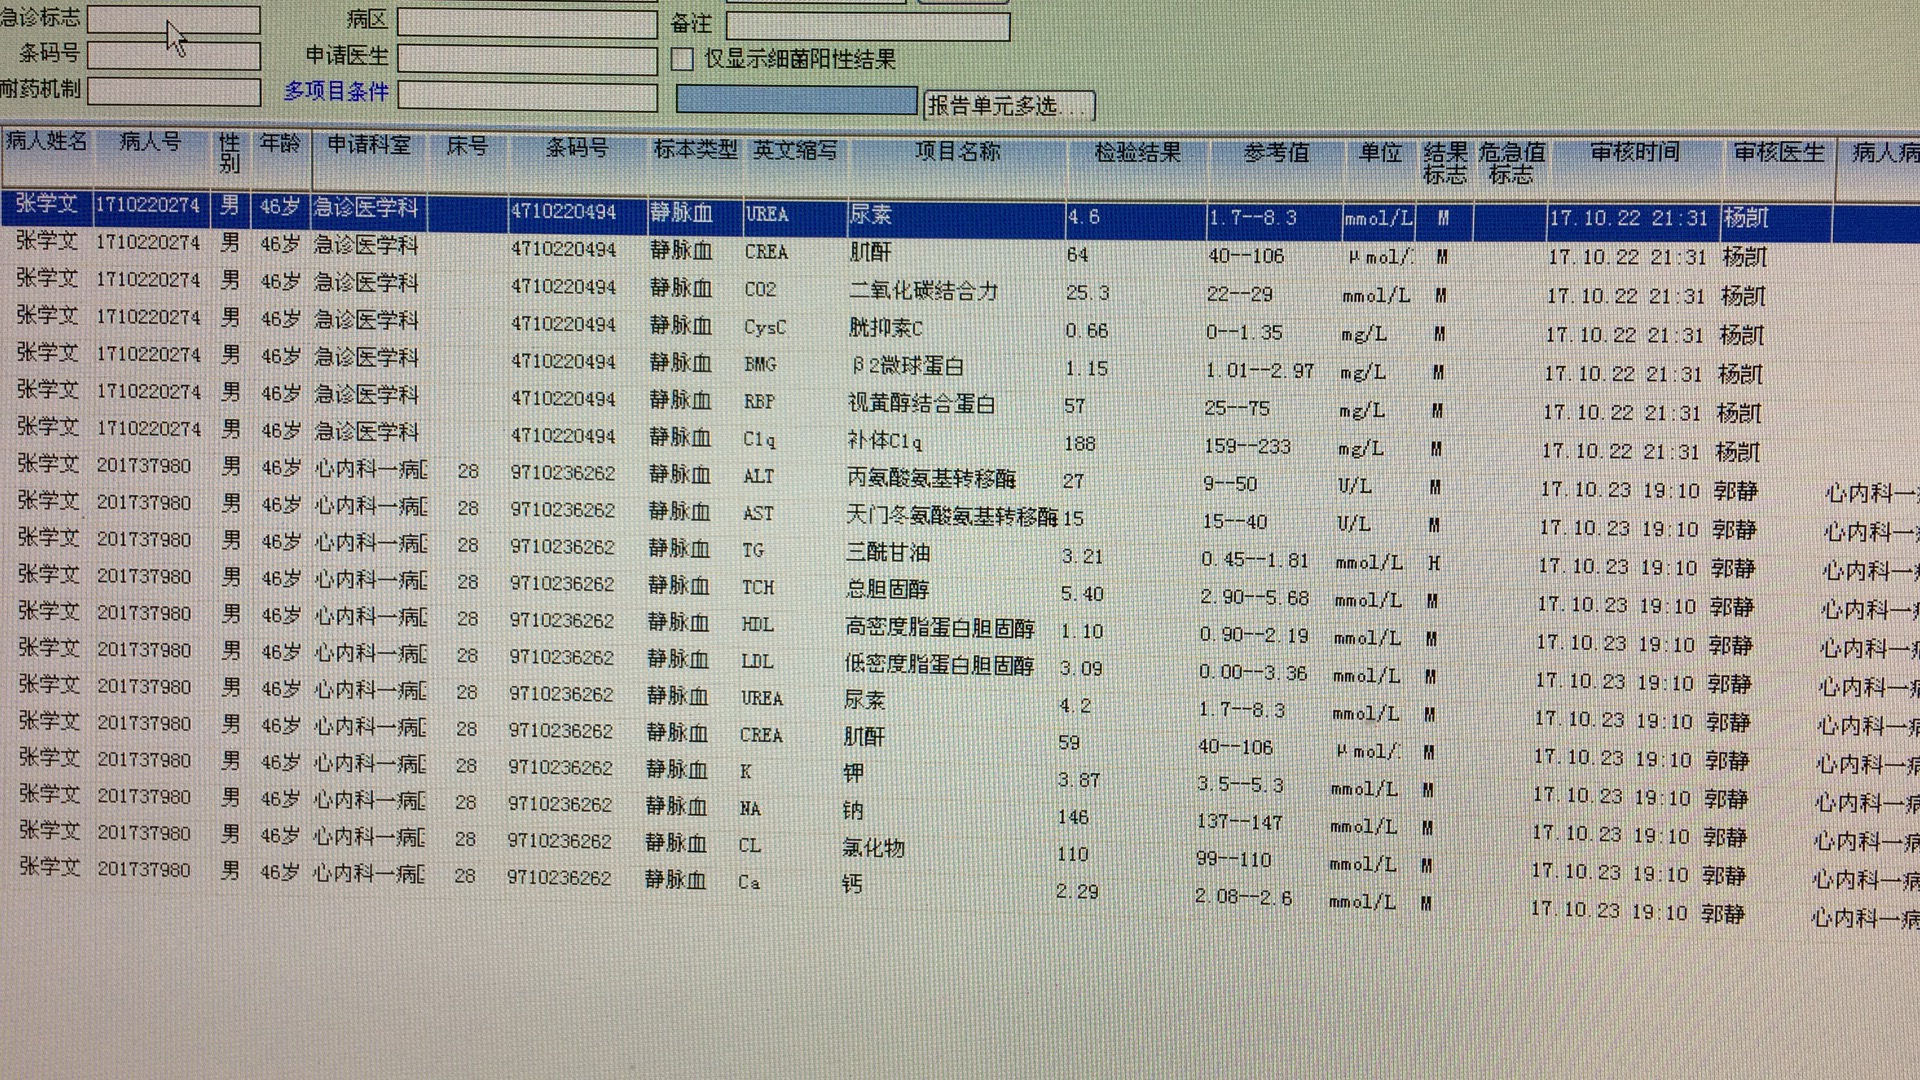 急诊标志 病区 备注
条码号 申请医生 仅显示细菌阳性结果
耐药机制 多项目条件 报告单元多选...
病人姓名 病人号 性别 年龄 申请科室 床号 条码号 标本类型 英文缩写 项目名称 检验结果 参考值 单位 结果标志 危急值标志 审核时间 审核医生 病人病
张学文 1710220274 男 46岁 急诊医学科 4710220494 静脉血 UREA 尿素 4.6 1.7--8.3 mmol/L M 17.10.22 21:31 杨凯
张学文 1710220274 男 46岁 急诊医学科 4710220494 静脉血 CREA 肌酐 64 40--106 μmol/ M 17.10.22 21:31 杨凯
张学文 1710220274 男 46岁 急诊医学科 4710220494 静脉血 CO2 二氧化碳结合力 25.3 22--29 mmol/L M 17.10.22 21:31 杨凯
张学文 1710220274 男 46岁 急诊医学科 4710220494 静脉血 CysC 胱抑素C 0.66 0--1.35 mg/L M 17.10.22 21:31 杨凯
张学文 1710220274 男 46岁 急诊医学科 4710220494 静脉血 BMG β2微球蛋白 1.15 1.01--2.97 mg/L M 17.10.22 21:31 杨凯
张学文 1710220274 男 46岁 急诊医学科 4710220494 静脉血 RBP 视黄醇结合蛋白 57 25--75 mg/L M 17.10.22 21:31 杨凯
张学文 1710220274 男 46岁 急诊医学科 4710220494 静脉血 C1q 补体C1q 188 159--233 mg/L M 17.10.22 21:31 杨凯
张学文 201737980 男 46岁 心内科一病区 28 9710236262 静脉血 ALT 丙氨酸氨基转移酶 27 9--50 U/L M 17.10.23 19:10 郭静 心内科一病
张学文 201737980 男 46岁 心内科一病区 28 9710236262 静脉血 AST 天门冬氨酸氨基转移酶 15 15--40 U/L M 17.10.23 19:10 郭静 心内科一病
张学文 201737980 男 46岁 心内科一病区 28 9710236262 静脉血 TG 三酰甘油 3.21 0.45--1.81 mmol/L H 17.10.23 19:10 郭静 心内科一病
张学文 201737980 男 46岁 心内科一病区 28 9710236262 静脉血 TCH 总胆固醇 5.40 2.90--5.68 mmol/L M 17.10.23 19:10 郭静 心内科一病
张学文 201737980 男 46岁 心内科一病区 28 9710236262 静脉血 HDL 高密度脂蛋白胆固醇 1.10 0.90--2.19 mmol/L M 17.10.23 19:10 郭静 心内科一病
张学文 201737980 男 46岁 心内科一病区 28 9710236262 静脉血 LDL 低密度脂蛋白胆固醇 3.09 0.00--3.36 mmol/L M 17.10.23 19:10 郭静 心内科一病
张学文 201737980 男 46岁 心内科一病区 28 9710236262 静脉血 UREA 尿素 4.2 1.7--8.3 mmol/L M 17.10.23 19:10 郭静 心内科一病
张学文 201737980 男 46岁 心内科一病区 28 9710236262 静脉血 CREA 肌酐 59 40--106 μmol/ M 17.10.23 19:10 郭静 心内科一病
张学文 201737980 男 46岁 心内科一病区 28 9710236262 静脉血 K 钾 3.87 3.5--5.3 mmol/L M 17.10.23 19:10 郭静 心内科一病
张学文 201737980 男 46岁 心内科一病区 28 9710236262 静脉血 NA 钠 146 137--147 mmol/L M 17.10.23 19:10 郭静 心内科一病
张学文 201737980 男 46岁 心内科一病区 28 9710236262 静脉血 CL 氯化物 110 99--110 mmol/L M 17.10.23 19:10 郭静 心内科一病
张学文 201737980 男 46岁 心内科一病区 28 9710236262 静脉血 Ca 钙 2.29 2.08--2.6 mmol/L M 17.10.23 19:10 郭静 心内科一病